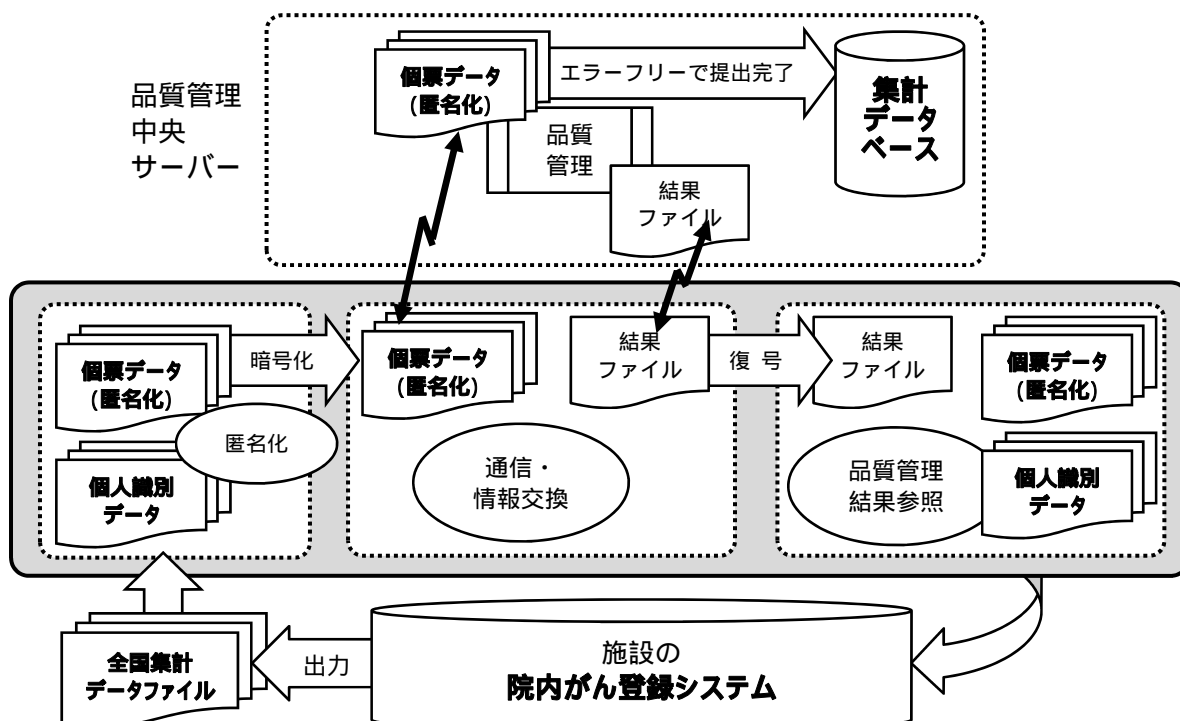 品質管理
中央
サーバー
個票データ
(匿名化)
エラーフリーで提出完了
集計
データ
ベース
品質
管理
結果
ファイル
個票データ
(匿名化)
暗号化
匿名化
個人識別
データ
個票データ
(匿名化)
結果
ファイル
復 号
通信・
情報交換
結果
ファイル
個票データ
(匿名化)
品質管理
結果参照
個人識別
データ
全国集計
データファイル
出力
施設の
院内がん登録システム